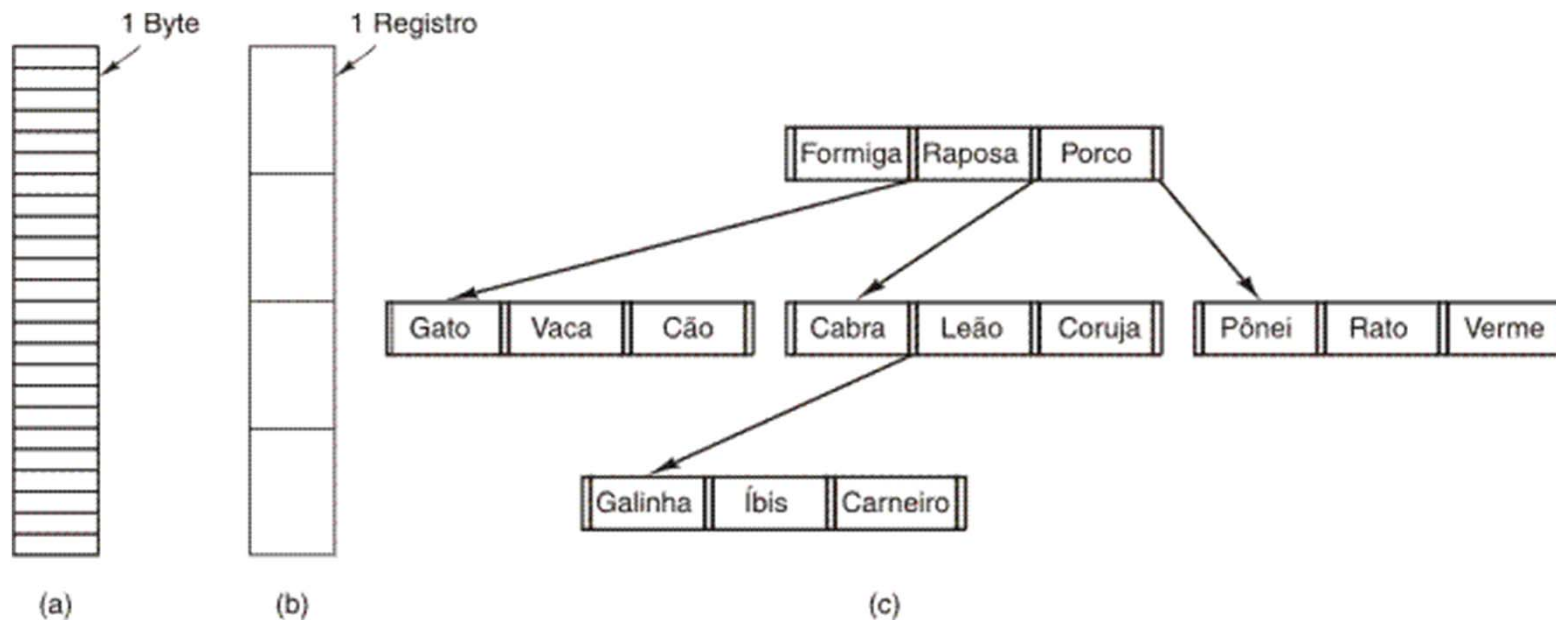 1 Byte
1 Registro
Formiga Raposa Porco
Gato Vaca Cão
Cabra Leão Coruja
Pônei Rato Verme
Galinha Íbis Carneiro
(a)
(b)
(c)